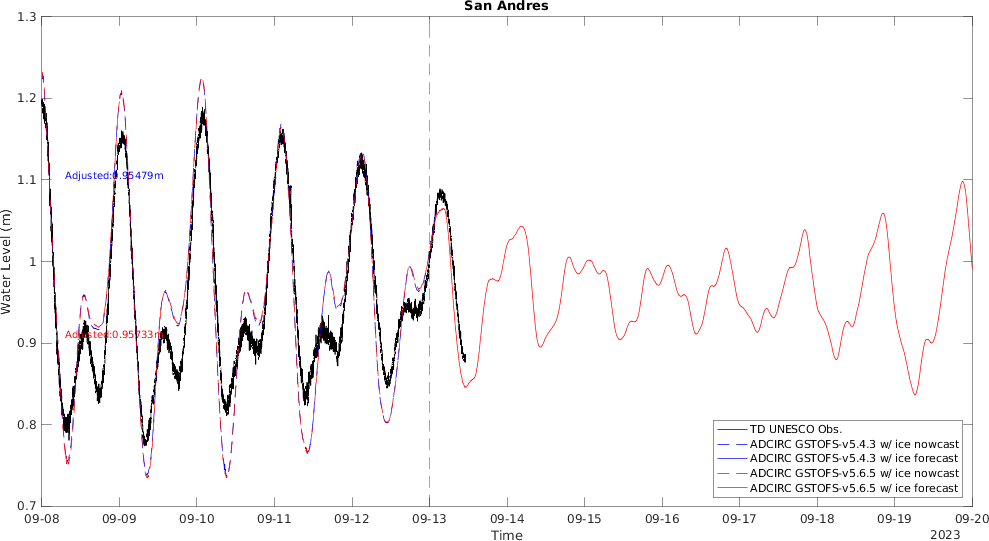 San Andres
1.3
1.2
1.1
1
0.9
0.8
0.7
Water Level (m)
Adjusted:0.95479m
Adjusted:0.95733m
TD UNESCO Obs.
ADCIRC GSTOFS-v5.4.3 w/ ice nowcast
ADCIRC GSTOFS-v5.4.3 w/ ice forecast
ADCIRC GSTOFS-v5.6.5 w/ ice nowcast
ADCIRC GSTOFS-v5.6.5 w/ ice forecast
09-08 09-09 09-10 09-11 09-12 09-13 09-14 09-15 09-16 09-17 09-18 09-19 09-20
Time
2023